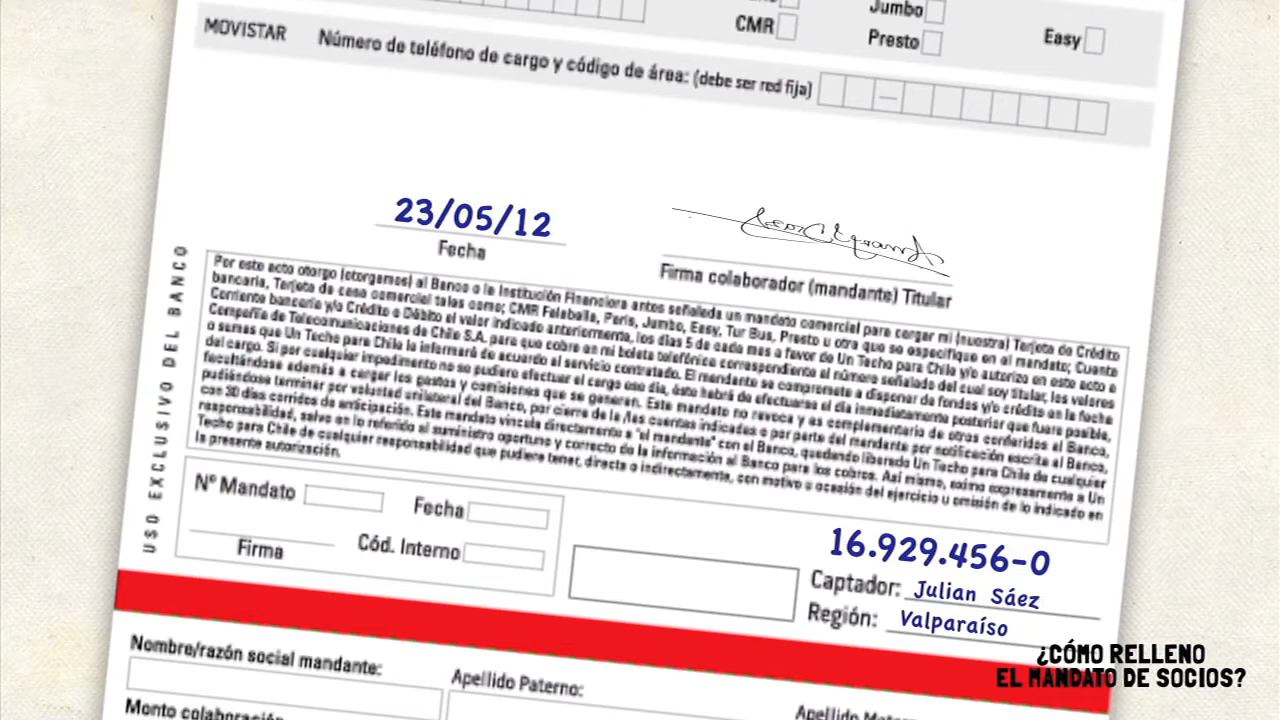 CMR
Jumbo
Presto
Easy
MOVISTAR
Número de teléfono de cargo y código de área: (debe ser red fija)
23/05/12
Fecha
Firma colaborador (mandante) Titular
USO EXCLUSIVO DEL BANCO
Por este acto otorgo (otorgamos) al Banco o la Institución Financiera antes señalada un mandato comercial para cargar mi (nuestra) Tarjeta de Crédito
bancaria, Tarjeta de casa comercial tales como; CMR Falabella, Paris, Jumbo, Easy, Tur Bus, Presto u otra que se especifique en el mandato; Cuenta
Corriente bancaria y/o Crédito o Débito el valor indicado anteriormente, los días 5 de cada mes a favor de Un Techo para Chile y/o autorizo en este acto a
Compañía de Telecomunicaciones de Chile S.A. para que cobre en mi boleta telefónica correspondiente al número señalado del cual soy titular, los valores
o sumas que Un Techo para Chile le informará de acuerdo al servicio contratado. El mandante se compromete a disponer de fondos y/o crédito en la fecha
del cargo. Si por cualquier impedimento no se pudiera efectuar el cargo ese día, éste habrá de efectuarse el día inmediatamente posterior que fuera posible,
facultándose además a cargar los gastos y comisiones que se generan. Este mandato no revoca y es complementario de otros conferidos al Banco,
pudiéndose terminar por voluntad unilateral del Banco, por cierre de la /las cuentas indicadas o por parte del mandante por notificación escrita al Banco,
con 30 días corridos de anticipación. Este mandato vincula directamente a "el mandante" con el Banco, quedando liberado Un Techo para Chile de cualquier
responsabilidad, salvo en lo referido al suministro oportuno y correcto de la información al Banco para los cobros. Así mismo, eximo expresamente a Un
Techo para Chile de cualquier responsabilidad que pudiere tener, directa o indirectamente, con motivo u ocasión del ejercicio u omisión de lo indicado en
la presente autorización.
Nº Mandato
Fecha
Firma
Cód. Interno
16.929.456-0
Captador: Julian Sáez
Región: Valparaíso
Nombre/razón social mandante:
Apellido Paterno:
Monto colaboración
¿CÓMO RELLENO
EL MANDATO DE SOCIOS?